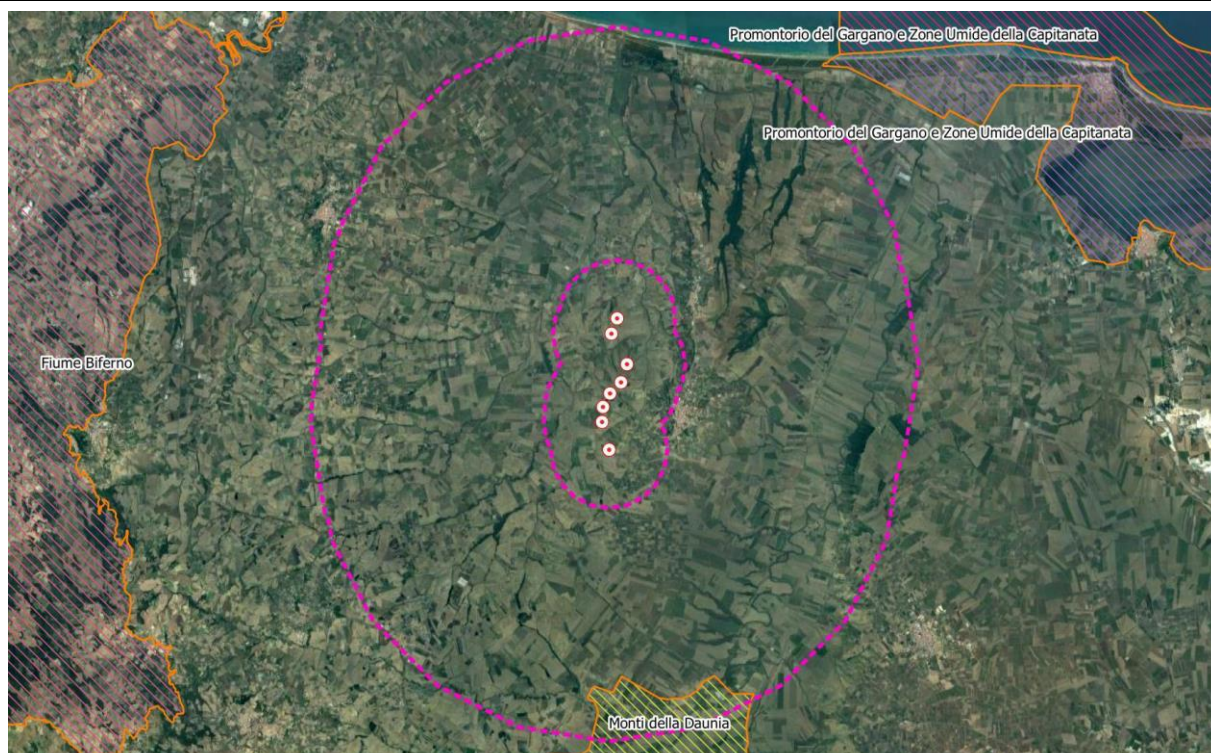 Promontorio del Gargano e Zone Umide della Capitanata
Promontorio del Gargano e Zone Umide della Capitanata
Fiume Biferno
Monti della Daunia